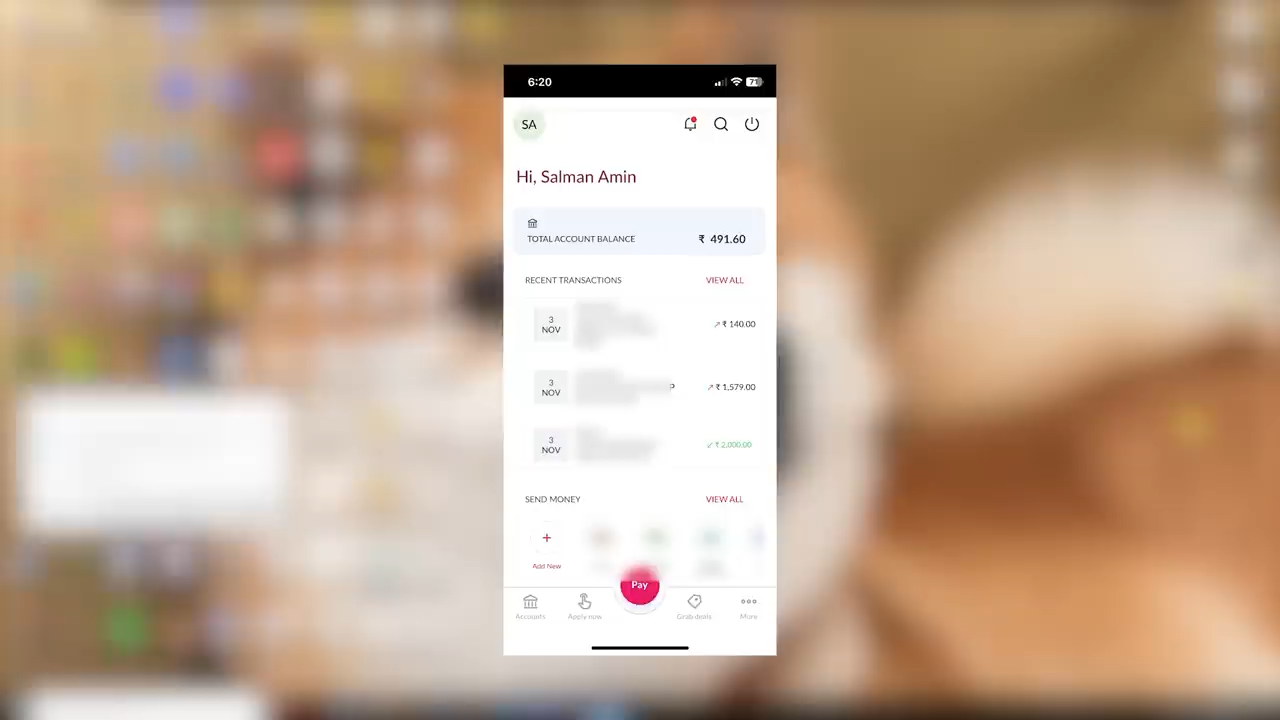 6:20
71
SA
Hi, Salman Amin
TOTAL ACCOUNT BALANCE ₹ 491.60
RECENT TRANSACTIONS VIEW ALL
3 NOV ₹ 140.00
3 NOV P ₹ 1,579.00
3 NOV ₹ 2,000.00
SEND MONEY VIEW ALL
+
Add New
Pay
Accounts Apply now Grab deals More